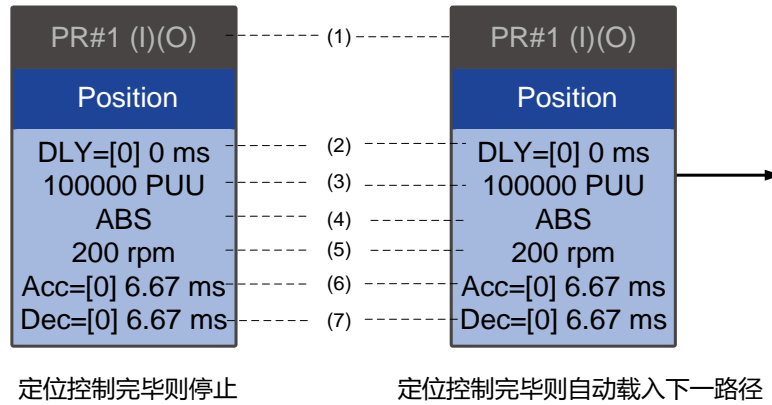 PR#1 (I)(O)
Position
DLY=[0] 0 ms
100000 PUU
ABS
200 rpm
Acc=[0] 6.67 ms
Dec=[0] 6.67 ms
定位控制完毕则停止
(1)
(2)
(3)
(4)
(5)
(6)
(7)
PR#1 (I)(O)
Position
DLY=[0] 0 ms
100000 PUU
ABS
200 rpm
Acc=[0] 6.67 ms
Dec=[0] 6.67 ms
定位控制完毕则自动载入下一路径